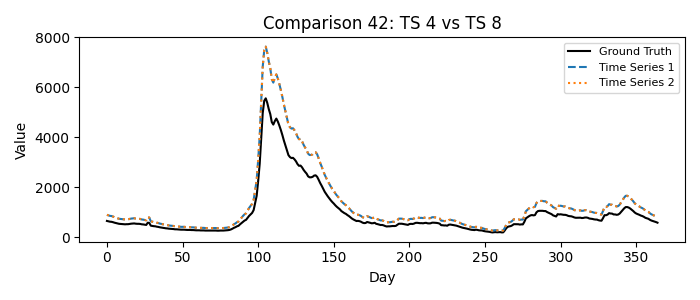 Comparison 42: TS 4 vs TS 8
Value
8000
6000
4000
2000
0
Ground Truth
Time Series 1
Time Series 2
0 50 100 150 200 250 300 350
Day